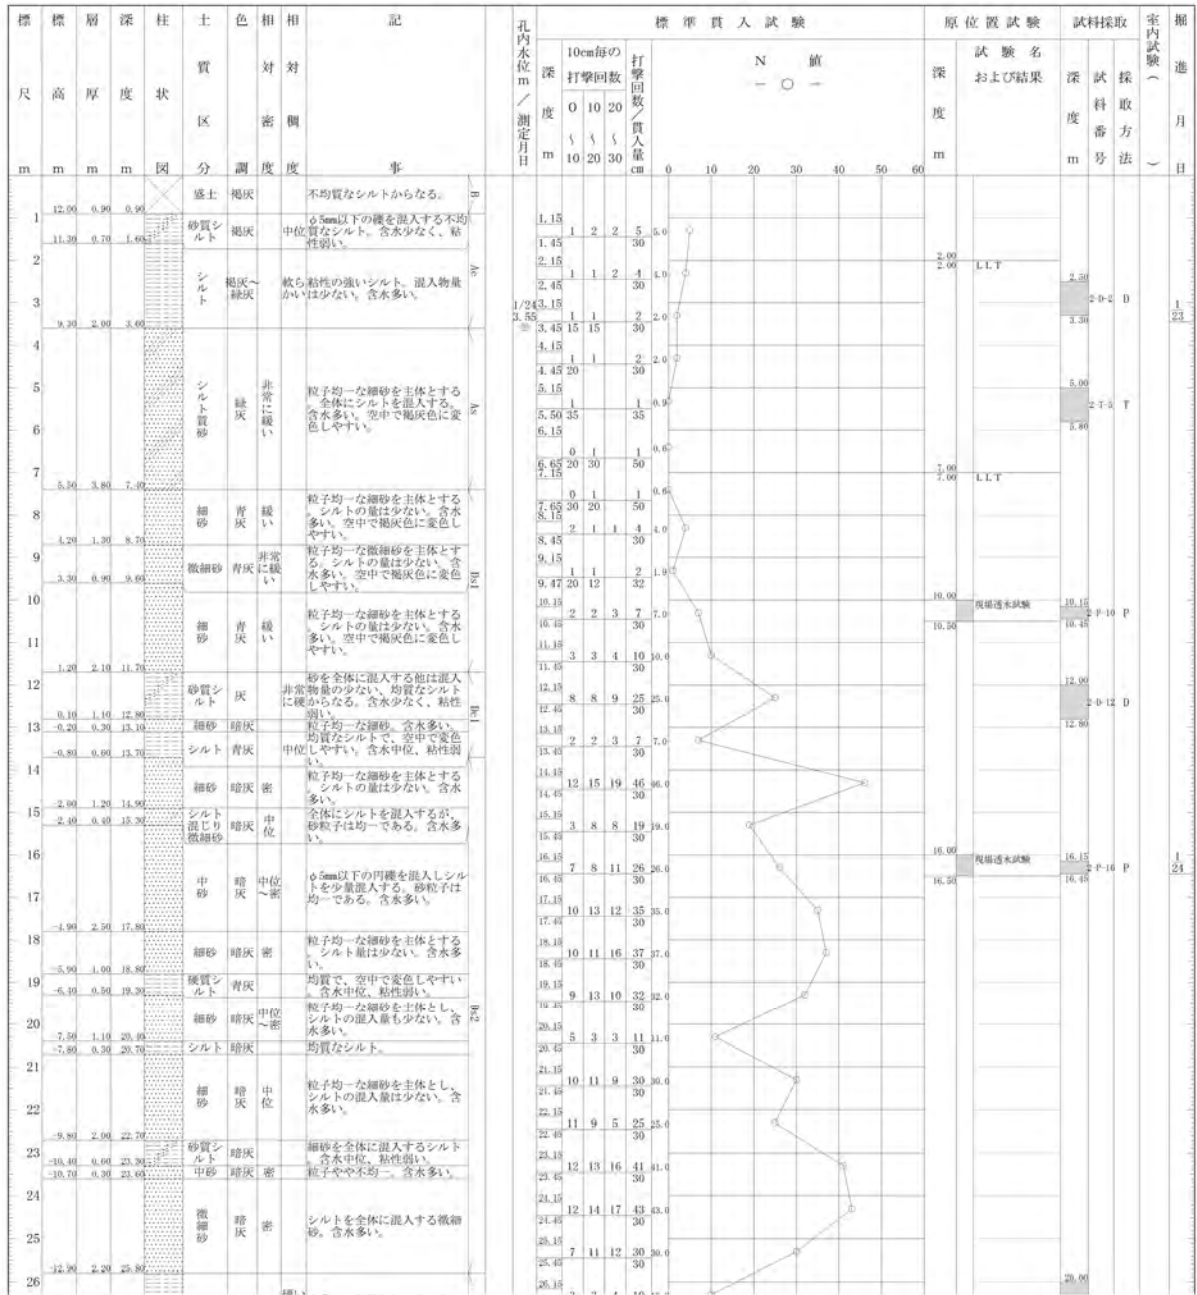 標尺 m
標高 m
層厚 m
深度 m
柱状図
土質区分
色調
相対密度
相対稠度
記事
孔内水位 m / 測定月日
標準貫入試験
深度 m
10cm毎の打撃回数
0 10 20
〜 〜 〜
10 20 30
打撃回数/貫入量 cm
N 値
─ ○ ─
0 10 20 30 40 50 60
原位置試験
深度 m
試験名および結果
試料採取
深度 m
試料番号
採取方法
室内試験( )
掘進月日
12.00 0.90 0.90 盛土 褐灰 不均質なシルトからなる。 B
1
11.30 0.70 1.60 砂質シルト 褐灰 中位 φ5mm以下の礫を混入する不均質なシルト。含水少なく、粘性弱い。
1.15 1.45 1 2 2 5 30 5.0
2
9.30 2.00 3.60 シルト 褐灰〜緑灰 軟らかい 粘性の強いシルト。混入物量は少ない。含水多い。 Ac
2.15 2.45 1 1 2 4 30 4.0
2.00 2.00 LLT
2.50 3.30 2-D-2 D
3
1/24 3.55
3.15 3.45 1 1 2 15 15 30 2.0
1/23
4
4.15 4.45 1 1 2 20 30 2.0
5
5.50 3.80 7.40 シルト質砂 緑灰 非常に緩い 粒子均一な細砂を主体とする。全体にシルトを混入する。含水多い。空中で褐灰色に変色しやすい。 As
5.15 5.50 1 1 35 35 0.9
5.00 5.80 2-T-5 T
6
6.15 6.65 0 1 1 20 30 50 0.6
7
7.15 7.65 0 1 1 30 20 50 0.6
7.00 7.00 LLT
8
4.20 1.30 8.70 細砂 青灰 緩い 粒子均一な細砂を主体とする。シルトの量は少ない。含水多い。空中で褐灰色に変色しやすい。
8.15 8.45 2 1 1 4 30 4.0
9
3.30 0.90 9.60 微細砂 青灰 非常に緩い 粒子均一な微細砂を主体とする。シルトの量は少ない。含水多い。空中で褐灰色に変色しやすい。 Ds1
9.15 9.47 1 1 2 20 12 32 1.9
10
1.20 2.10 11.70 細砂 青灰 緩い 粒子均一な細砂を主体とする。シルトの量は少ない。含水多い。空中で褐灰色に変色しやすい。
10.15 10.45 2 2 3 7 30 7.0
10.00 10.50 現場透水試験
10.15 10.45 2-P-10 P
11
11.15 11.45 3 3 4 10 30 10.0
12
0.10 1.10 12.80 砂質シルト 灰 非常に硬 砂を全体に混入する他は混入物量の少ない、均質なシルトからなる。含水少なく、粘性弱い。 Dc1
12.15 12.45 8 8 9 25 30 25.0
12.00 12.80 2-D-12 D
13
-0.20 0.30 13.10 細砂 暗灰 粒子均一な細砂。含水多い。
-0.80 0.60 13.70 シルト 青灰 中位 均質なシルトで、空中で変色しやすい。含水中位、粘性弱い。
13.15 13.45 2 2 3 7 30 7.0
14
-2.00 1.20 14.90 細砂 暗灰 密 粒子均一な細砂を主体とする。シルトの量は少ない。含水多い。
14.15 14.45 12 15 19 46 30 46.0
15
-2.40 0.40 15.30 シルト混じり微細砂 暗灰 中位 全体にシルトを混入するが、砂粒子は均一である。含水多い。
15.15 15.45 3 8 8 19 30 19.0
16
-4.90 2.50 17.80 中砂 暗灰 中位〜密 φ5mm以下の円礫を混入しシルトを少量混入する。砂粒子は均一である。含水多い。
16.15 16.45 7 8 11 26 30 26.0
16.00 16.50 現場透水試験
16.15 16.45 2-P-16 P
1/24
17
17.15 17.45 10 13 12 35 30 35.0
18
-5.90 1.00 18.80 細砂 暗灰 密 粒子均一な細砂を主体とする。シルト量は少ない。含水多い。
18.15 18.45 10 11 16 37 30 37.0
19
-6.40 0.50 19.30 硬質シルト 青灰 均質で、空中で変色しやすい。含水中位、粘性弱い。
19.15 19.45 9 13 10 32 30 32.0
20
-7.50 1.10 20.40 細砂 暗灰 中位〜密 粒子均一な細砂を主体とし、シルトの混入量も少ない。含水多い。 Ds2
20.15 20.45 5 3 3 11 30 11.0
-7.80 0.30 20.70 シルト 暗灰 均質なシルト。
21
-9.80 2.00 22.70 細砂 暗灰 中位 粒子均一な細砂を主体とし、シルトの混入量は少ない。含水多い。
21.15 21.45 10 11 9 30 30 30.0
22
22.15 22.45 11 9 5 25 30 25.0
23
-10.40 0.60 23.30 砂質シルト 暗灰 細砂を全体に混入するシルト。含水中位、粘性弱い。
-10.70 0.30 23.60 中砂 暗灰 密 粒子やや不均一。含水多い。
23.15 23.45 12 13 16 41 30 41.0
24
-12.90 2.20 25.80 微細砂 暗灰 密 シルトを全体に混入する微細砂。含水多い。
24.15 24.45 12 14 17 43 30 43.0
25
25.15 25.45 7 11 12 30 30 30.0
26
26.15